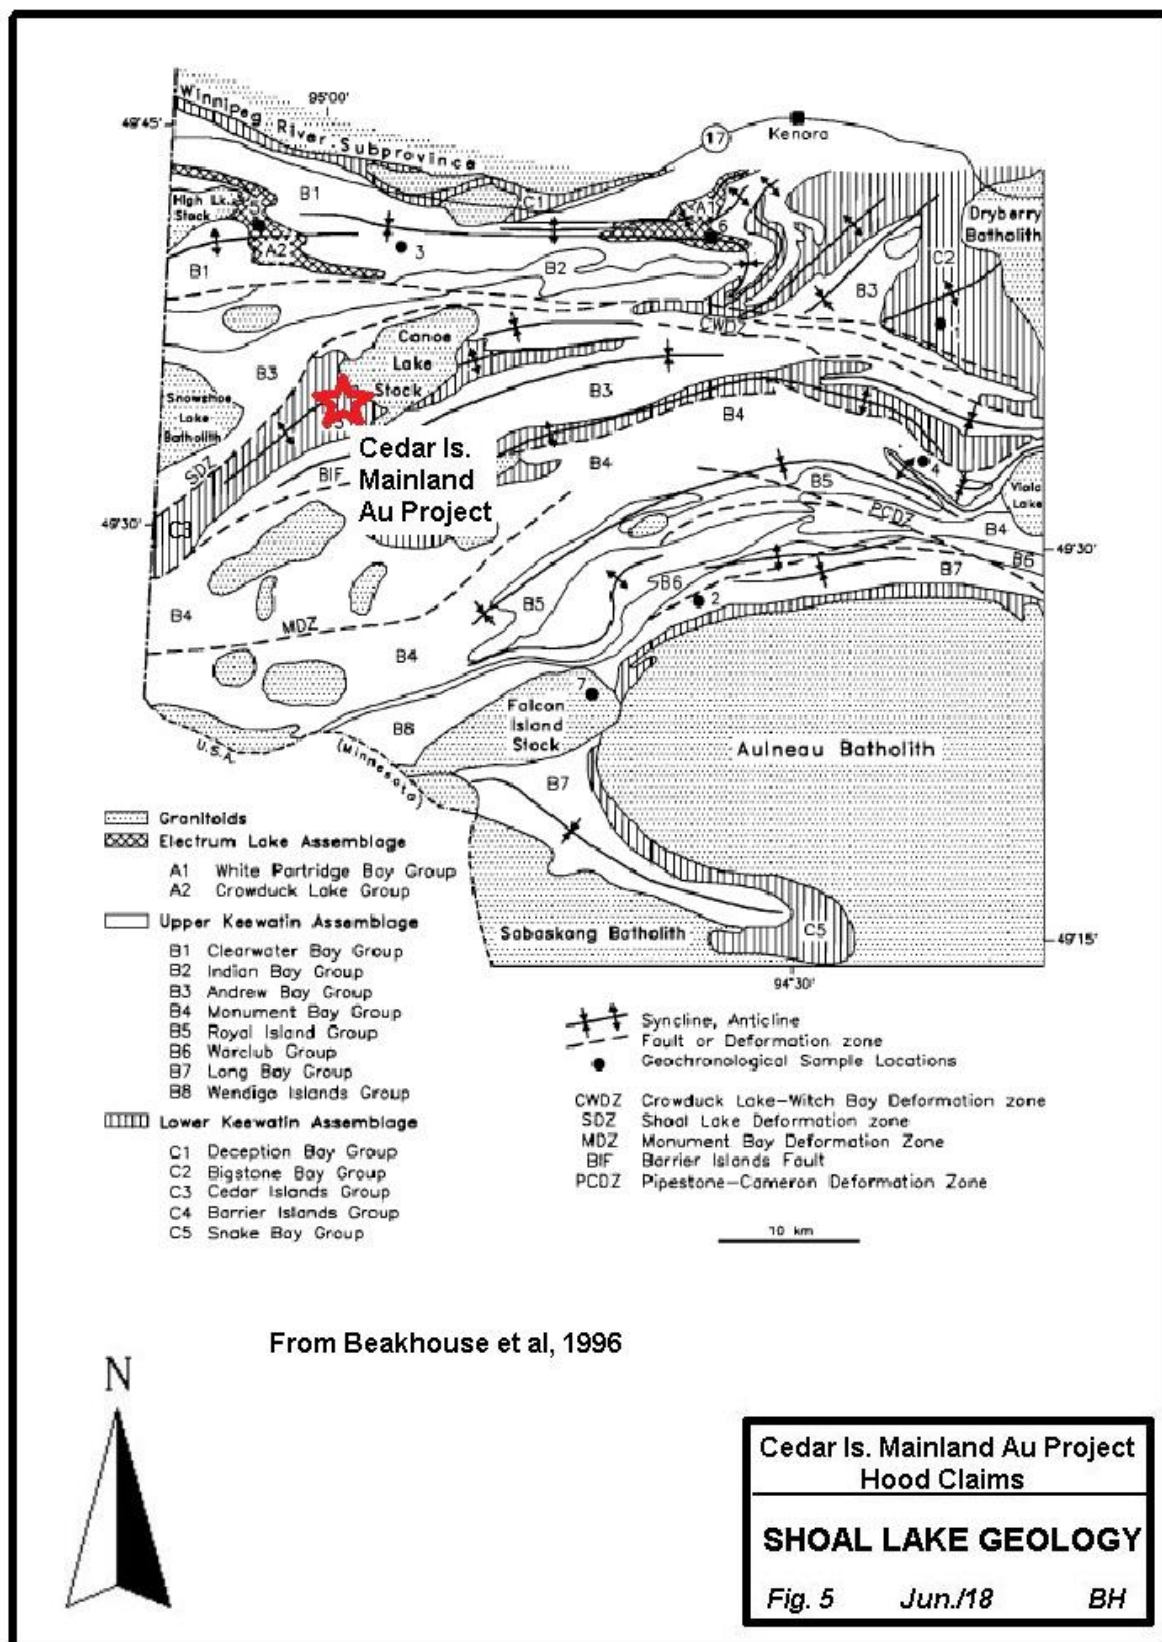 95°00'
49°45'
Winnipeg River Subprovince
17
Kenora
B1
C1
A1
6
High Lk.
Stock
5
A2
3
B1
B2
Dryberry
Batholith
C2
B3
CWDZ
Canoe
Lake
Stock
B3
B3
B4
Snowshoe
Lake
Batholith
SDZ
BIF
Cedar Is.
Mainland
Au Project
B4
4
B5
Viola
Lake
PCDZ
B4
49°30'
C3
49°30'
B6
B7
B6
2
B5
B4
MDZ
B4
7
Falcon
Island
Stock
B8
U.S.A.
(Minnesota)
Aulneau Batholith
B7
Sabaskong Batholith
C5
49°15'
94°30'
Granitoids
Electrum Lake Assemblage
A1 White Partridge Bay Group
A2 Crowduck Lake Group
Upper Keewatin Assemblage
B1 Clearwater Bay Group
B2 Indian Bay Group
B3 Andrew Bay Group
B4 Monument Bay Group
B5 Royal Island Group
B6 Warclub Group
B7 Long Bay Group
B8 Wendigo Islands Group
Lower Keewatin Assemblage
C1 Deception Bay Group
C2 Bigstone Bay Group
C3 Cedar Islands Group
C4 Barrier Islands Group
C5 Snake Bay Group
Syncline, Anticline
Fault or Deformation zone
Geochronological Sample Locations
CWDZ Crowduck Lake-Witch Bay Deformation zone
SDZ Shoal Lake Deformation zone
MDZ Monument Bay Deformation Zone
BIF Barrier Islands Fault
PCDZ Pipestone-Cameron Deformation Zone
10 km
From Beakhouse et al, 1996
N
Cedar Is. Mainland Au Project
Hood Claims
SHOAL LAKE GEOLOGY
Fig. 5 Jun./18 BH